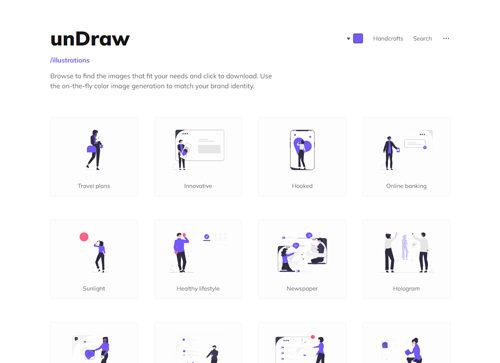 unDraw
Handcrafts Search
/illustrations
Browse to find the images that fit your needs and click to download. Use
the on-the-fly color image generation to match your brand identity.
Travel plans
Innovative
Hooked
Online banking
Sunlight
Healthy lifestyle
Newspaper
Hologram